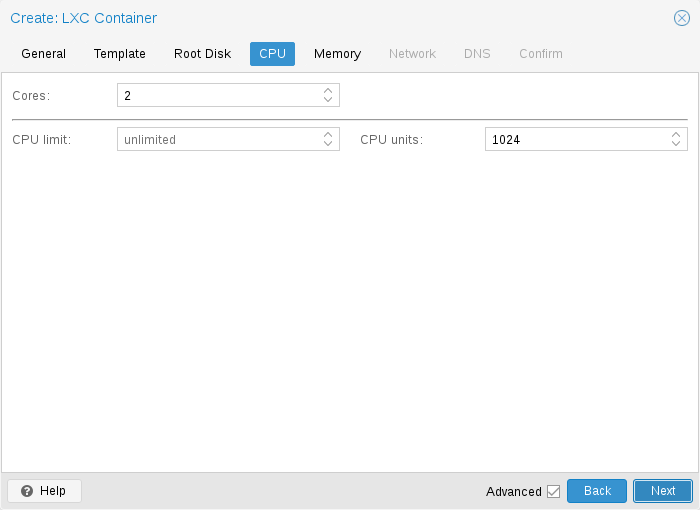 Create: LXC Container
General Template Root Disk CPU Memory Network DNS Confirm
Cores: 2
CPU limit: unlimited CPU units: 1024
Help Advanced Back Next